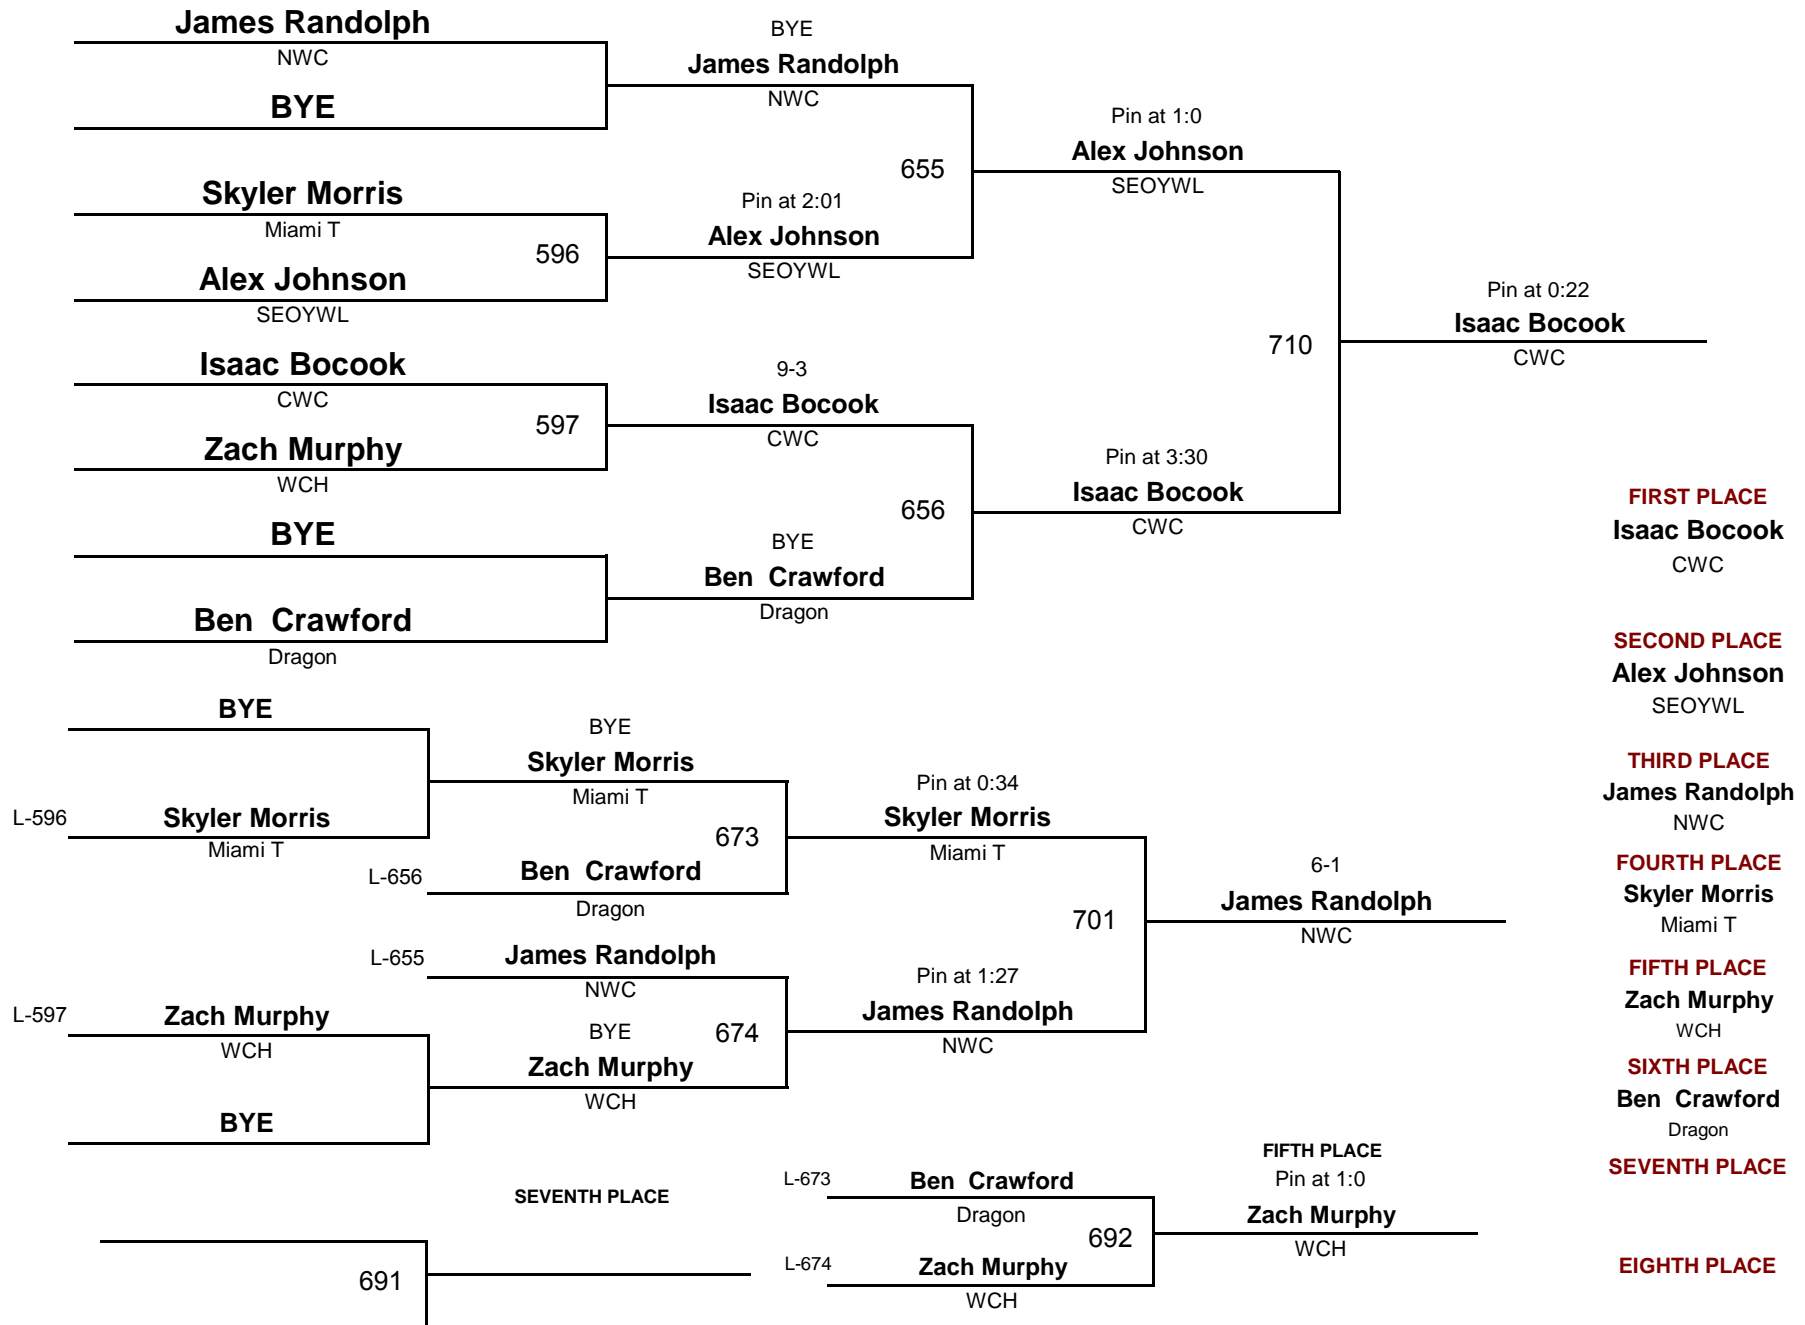 James Randolph
NWC
BYE
BYE
James Randolph
NWC
Skyler Morris
Miami T
596
Alex Johnson
SEOYWL
Pin at 2:01
Alex Johnson
SEOYWL
655
Pin at 1:0
Alex Johnson
SEOYWL
Isaac Bocook
CWC
597
Zach Murphy
WCH
9-3
Isaac Bocook
CWC
BYE
Ben  Crawford
Dragon
BYE
Ben  Crawford
Dragon
656
Pin at 3:30
Isaac Bocook
CWC
710
Pin at 0:22
Isaac Bocook
CWC
BYE
L-596
Skyler Morris
Miami T
BYE
Skyler Morris
Miami T
673
L-656
Ben  Crawford
Dragon
Pin at 0:34
Skyler Morris
Miami T
L-655
James Randolph
NWC
L-597
Zach Murphy
WCH
BYE
BYE
Zach Murphy
WCH
674
Pin at 1:27
James Randolph
NWC
701
6-1
James Randolph
NWC
SEVENTH PLACE
691
L-673
Ben  Crawford
Dragon
692
L-674
Zach Murphy
WCH
FIFTH PLACE
Pin at 1:0
Zach Murphy
WCH
FIRST PLACE
Isaac Bocook
CWC
SECOND PLACE
Alex Johnson
SEOYWL
THIRD PLACE
James Randolph
NWC
FOURTH PLACE
Skyler Morris
Miami T
FIFTH PLACE
Zach Murphy
WCH
SIXTH PLACE
Ben  Crawford
Dragon
SEVENTH PLACE
EIGHTH PLACE